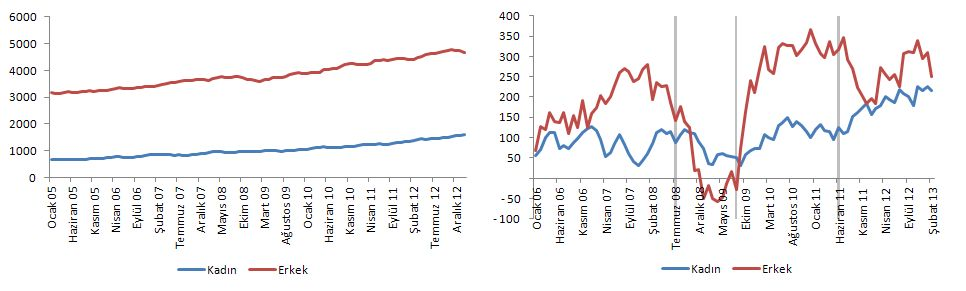 6000
5000
4000
3000
2000
1000
0
Ocak 05
Haziran 05
Kasım 05
Nisan 06
Eylül 06
Şubat 07
Temmuz 07
Aralık 07
Mayıs 08
Ekim 08
Mart 09
Ağustos 09
Ocak 10
Haziran 10
Kasım 10
Nisan 11
Eylül 11
Şubat 12
Temmuz 12
Aralık 12
Kadın
Erkek
400
350
300
250
200
150
100
50
-50
-100
Ocak 06
Haziran 06
Kasım 06
Nisan 07
Eylül 07
Şubat 08
Temmuz 08
Aralık 08
Mayıs 09
Ekim 09
Mart 10
Ağustos 10
Ocak 11
Haziran 11
Kasım 11
Nisan 12
Eylül 12
Şubat 13
Kadın
Erkek